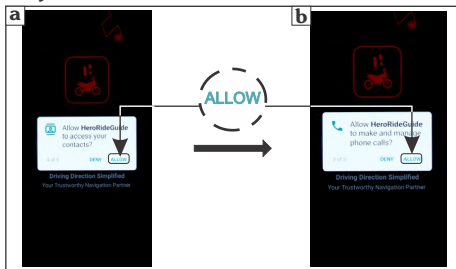 a
Allow HeroRideGuide
to access your
contacts?
DENY ALLOW
Driving Direction Simplified
Your Trustworthy Navigation Partner
ALLOW
b
Allow HeroRideGuide
to make and manage
phone calls?
DENY ALLOW
Driving Direction Simplified
Your Trustworthy Navigation Partner